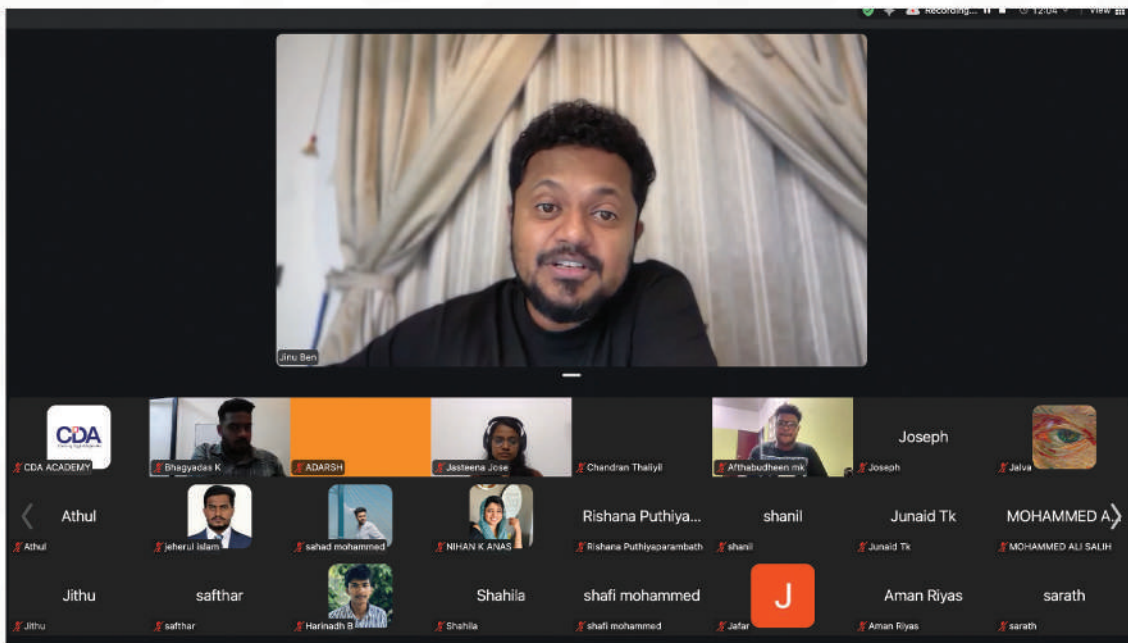 Recording... 12:04 View
Jinu Ben
CDA
CDA ACADEMY
Bhagyadas K
ADARSH
Jasteena Jose
Chandran Thaliyil
Afthabudheen mk
Joseph
Joseph
Jalva
Athul
Athul
jeherul islam
sahad mohammed
NIHAN K ANAS
Rishana Puthiya...
Rishana Puthiyaparambath
shanil
shanil
Junaid Tk
Junaid Tk
MOHAMMED A...
MOHAMMED ALI SALIH
Jithu
Jithu
safthar
safthar
Harinadh B
Shahila
Shahila
shafi mohammed
shafi mohammed
J
Jafar
Aman Riyas
Aman Riyas
sarath
sarath